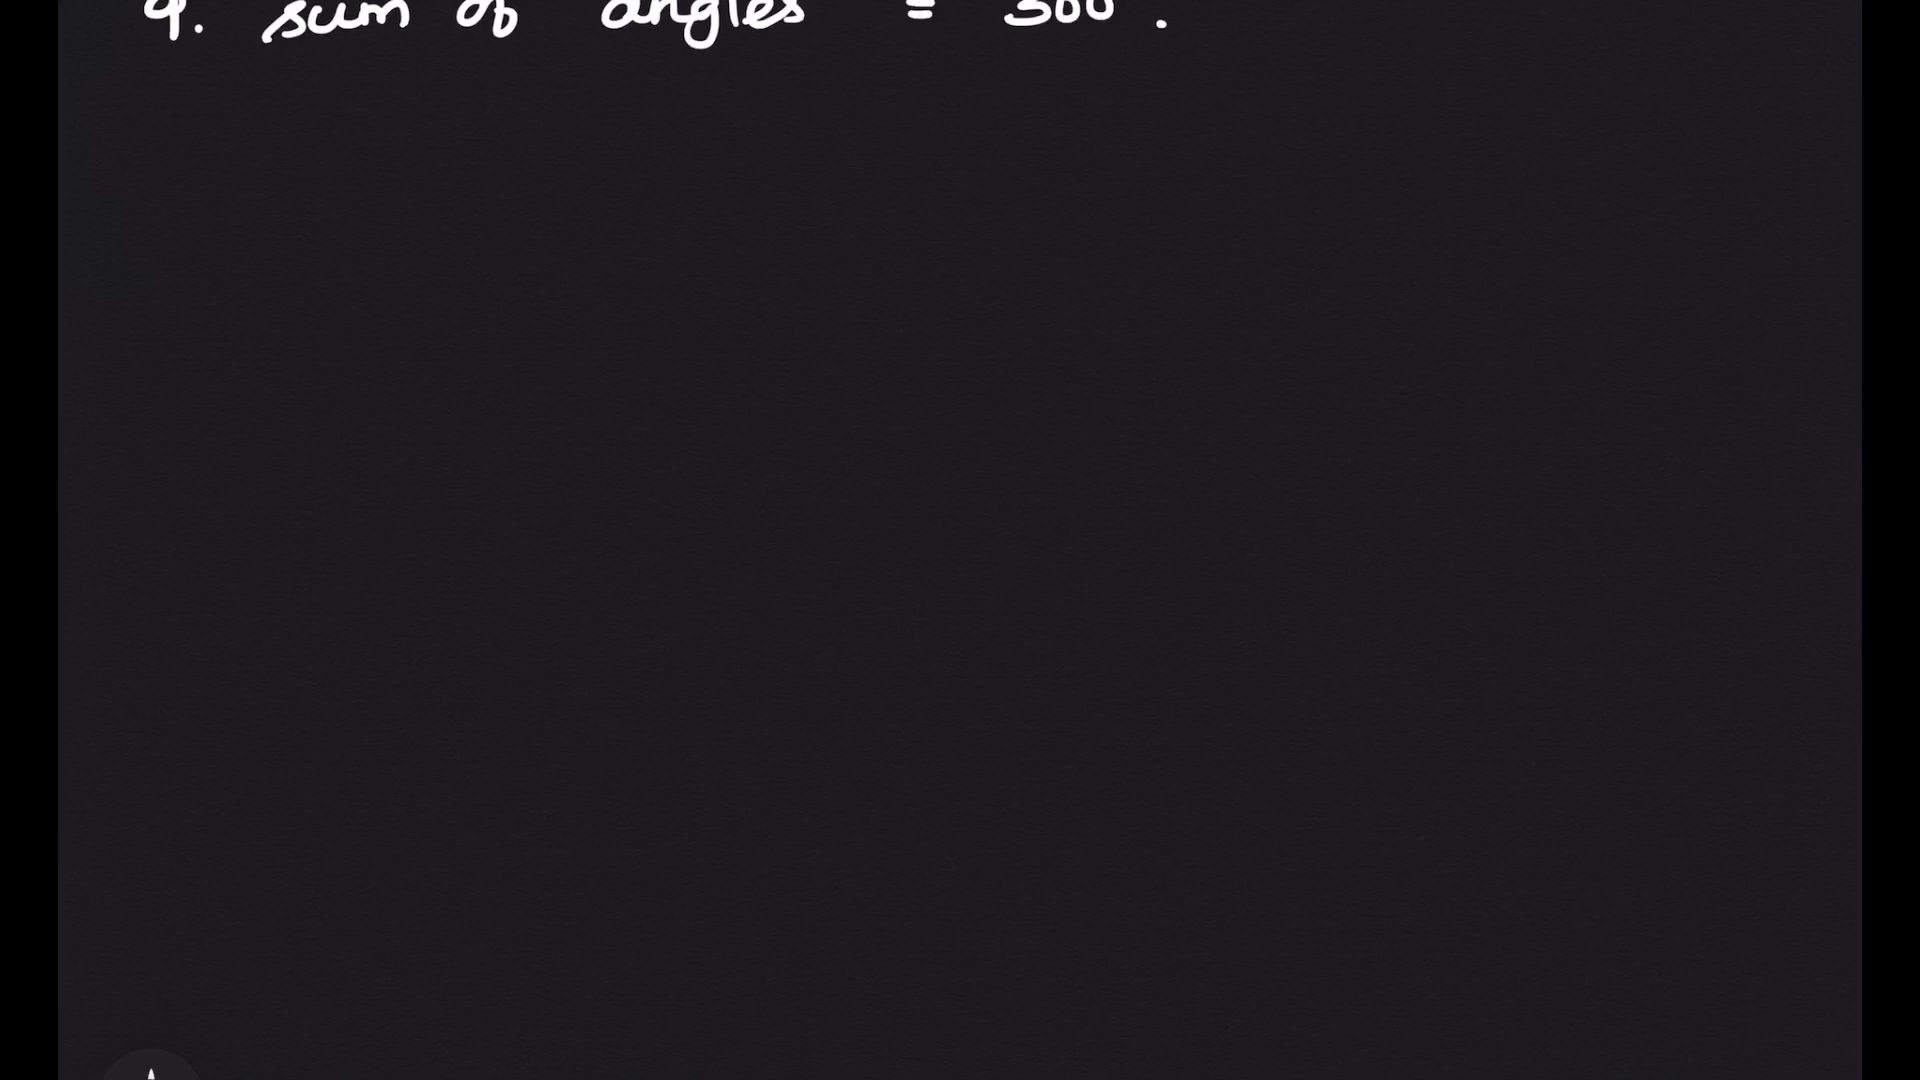 4. sum of angles = 360.